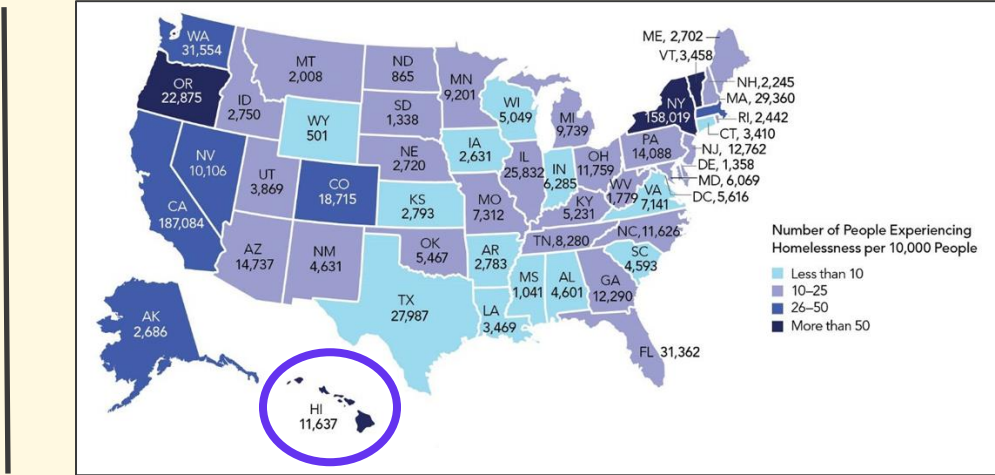 WA
31,554
OR
22,875
CA
187,084
NV
10,106
ID
2,750
MT
2,008
WY
501
UT
3,869
CO
18,715
AZ
14,737
NM
4,631
ND
865
SD
1,338
NE
2,720
KS
2,793
OK
5,467
TX
27,987
MN
9,201
IA
2,631
MO
7,312
AR
2,783
LA
3,469
WI
5,049
IL
25,832
MS
1,041
MI
9,739
IN
6,285
OH
11,759
KY
5,231
TN, 8,280
AL
4,601
GA
12,290
FL 31,362
SC
4,593
NC, 11,626
VA
7,141
WV
1,779
PA
14,088
NY
158,019
ME, 2,702
VT, 3,458
NH, 2,245
MA, 29,360
RI, 2,442
CT, 3,410
NJ, 12,762
DE, 1,358
MD, 6,069
DC, 5,616
AK
2,686
HI
11,637
Number of People Experiencing
Homelessness per 10,000 People
Less than 10
10–25
26–50
More than 50